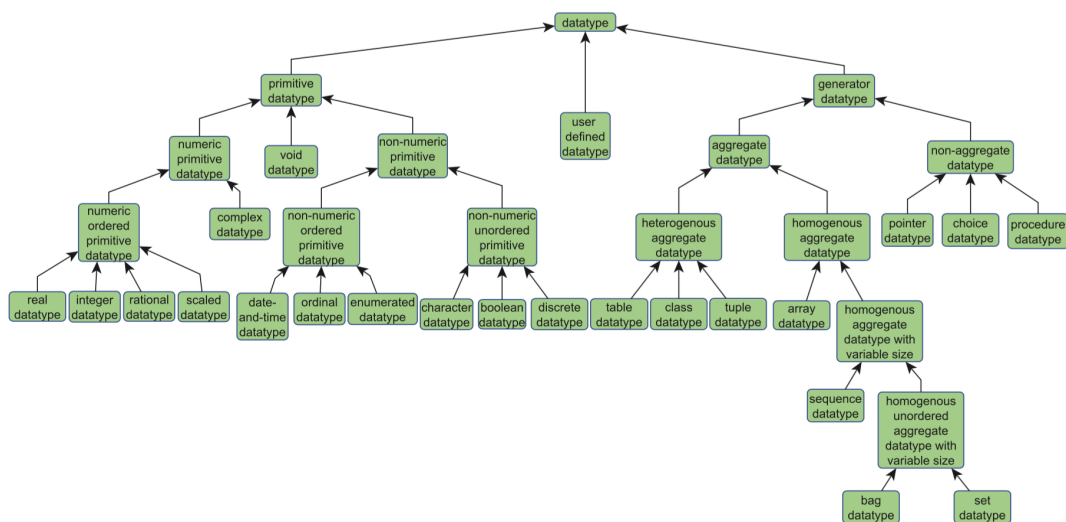 datatype
primitive
datatype
generator
datatype
user
defined
datatype
numeric
primitive
datatype
void
datatype
non-numeric
primitive
datatype
aggregate
datatype
non-aggregate
datatype
numeric
ordered
primitive
datatype
complex
datatype
non-numeric
ordered
primitive
datatype
non-numeric
unordered
primitive
datatype
heterogenous
aggregate
datatype
homogenous
aggregate
datatype
pointer
datatype
choice
datatype
procedure
datatype
real
datatype
integer
datatype
rational
datatype
scaled
datatype
date-
and-time
datatype
ordinal
datatype
enumerated
datatype
character
datatype
boolean
datatype
discrete
datatype
table
datatype
class
datatype
tuple
datatype
array
datatype
homogenous
aggregate
datatype with
variable size
sequence
datatype
homogenous
unordered
aggregate
datatype with
variable size
bag
datatype
set
datatype